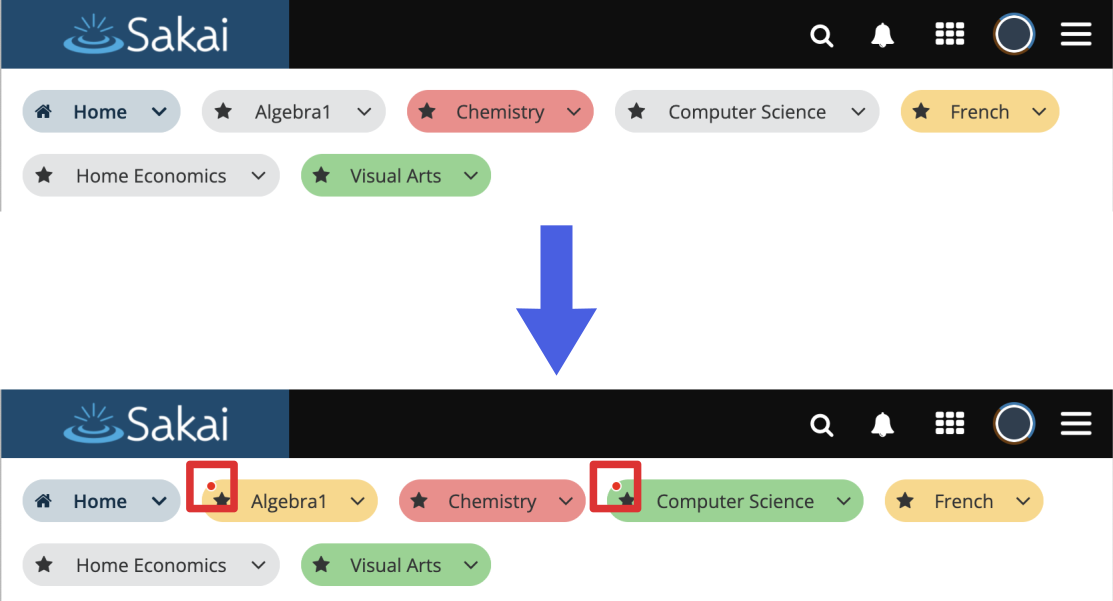 Sakai
Home Algebra1 Chemistry Computer Science French
Home Economics Visual Arts
Sakai
Home Algebra1 Chemistry Computer Science French
Home Economics Visual Arts